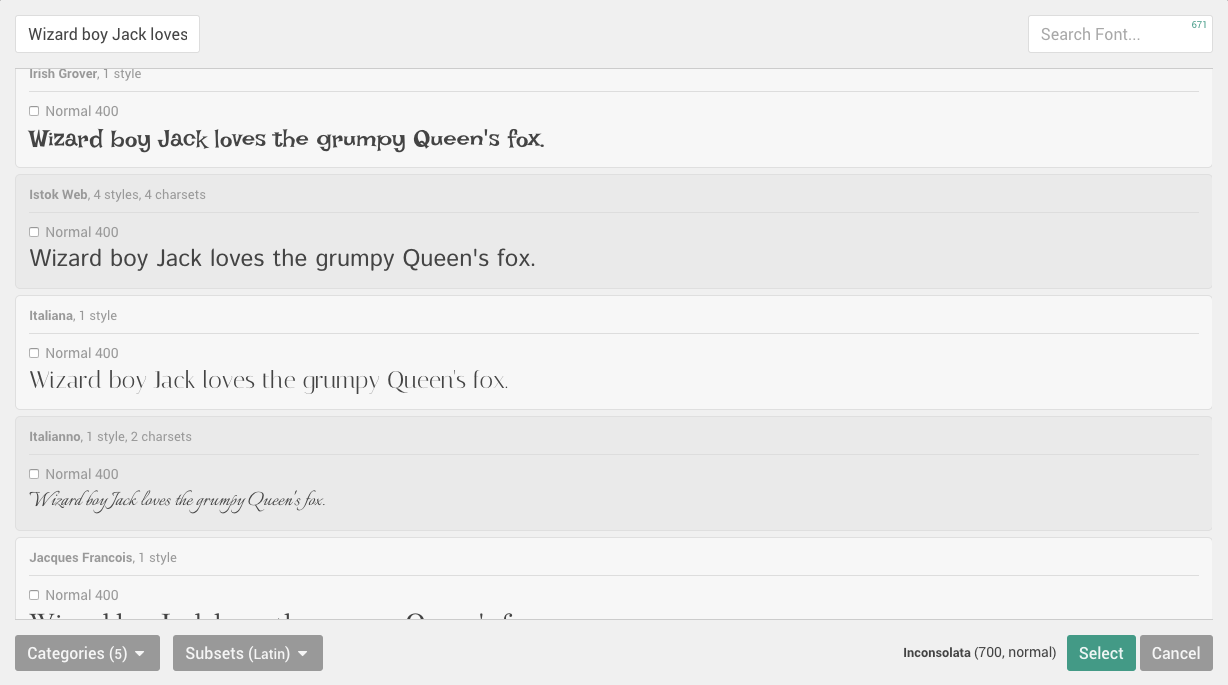 Wizard boy Jack loves
Search Font...
671
Irish Grover, 1 style
Normal 400
Wizard boy Jack loves the grumpy Queen's fox.
Istok Web, 4 styles, 4 charsets
Normal 400
Wizard boy Jack loves the grumpy Queen's fox.
Italiana, 1 style
Normal 400
Wizard boy Jack loves the grumpy Queen's fox.
Italianno, 1 style, 2 charsets
Normal 400
Wizard boy Jack loves the grumpy Queen's fox.
Jacques Francois, 1 style
Normal 400
Categories (5)
Subsets (Latin)
Inconsolata (700, normal)
Select
Cancel